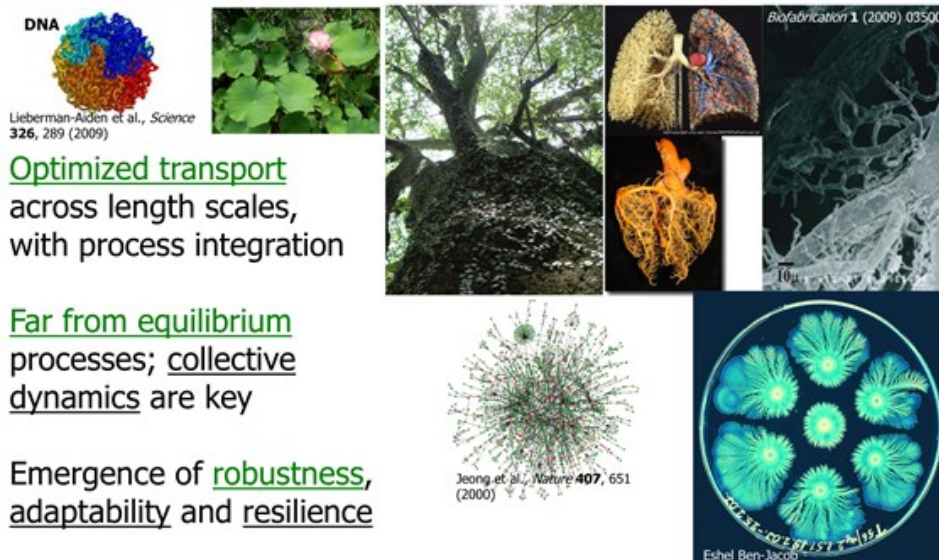 DNA
Lieberman-Aiden et al., Science
326, 289 (2009)
Optimized transport
across length scales,
with process integration
Far from equilibrium
processes; collective
dynamics are key
Emergence of robustness,
adaptability and resilience
Biofabrication 1 (2009) 03500
10μ
Jeong et al., Nature 407, 651
(2000)
Eshel Ben-Jacob